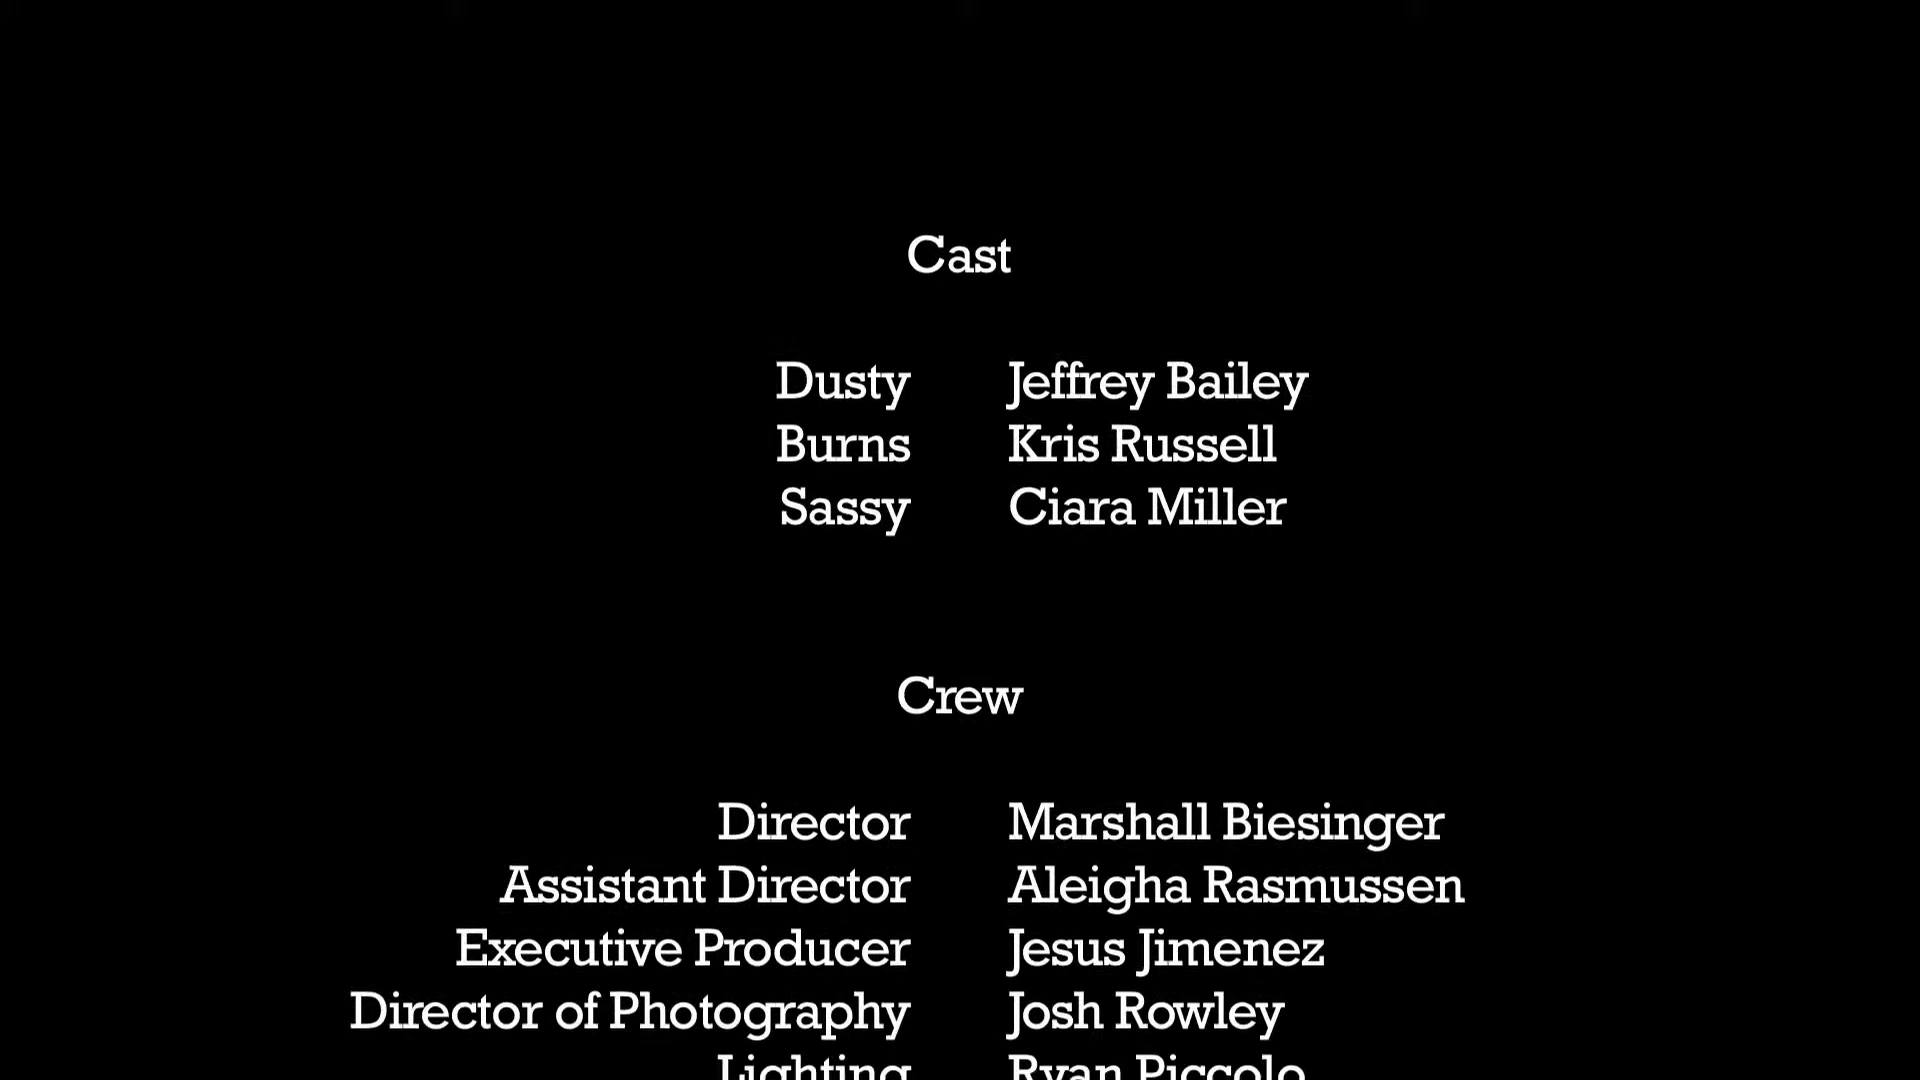 Cast
Dusty Jeffrey Bailey
Burns Kris Russell
Sassy Ciara Miller
Crew
Director Marshall Biesinger
Assistant Director Aleigha Rasmussen
Executive Producer Jesus Jimenez
Director of Photography Josh Rowley
Lighting Ryan Piccolo